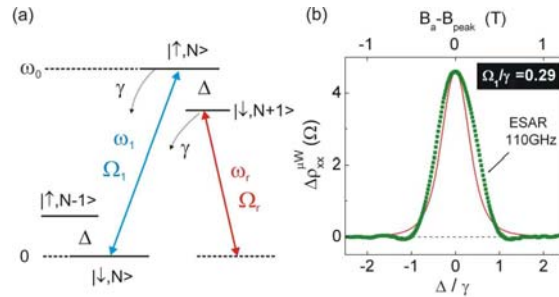 (a)
|↑,N>
ω₀
γ
Δ
|↓,N+1>
γ
ω₁
Ω₁
ωᵣ
Ωᵣ
|↑,N-1>
Δ
0
|↓,N>
(b)
Bₐ-Bₚₑₐₖ (T)
-1 0 1
Ω₁/γ =0.29
ESAR
110GHz
Δρₓₓ^μW (Ω)
4
2
0
-2 -1 0 1 2
Δ / γ